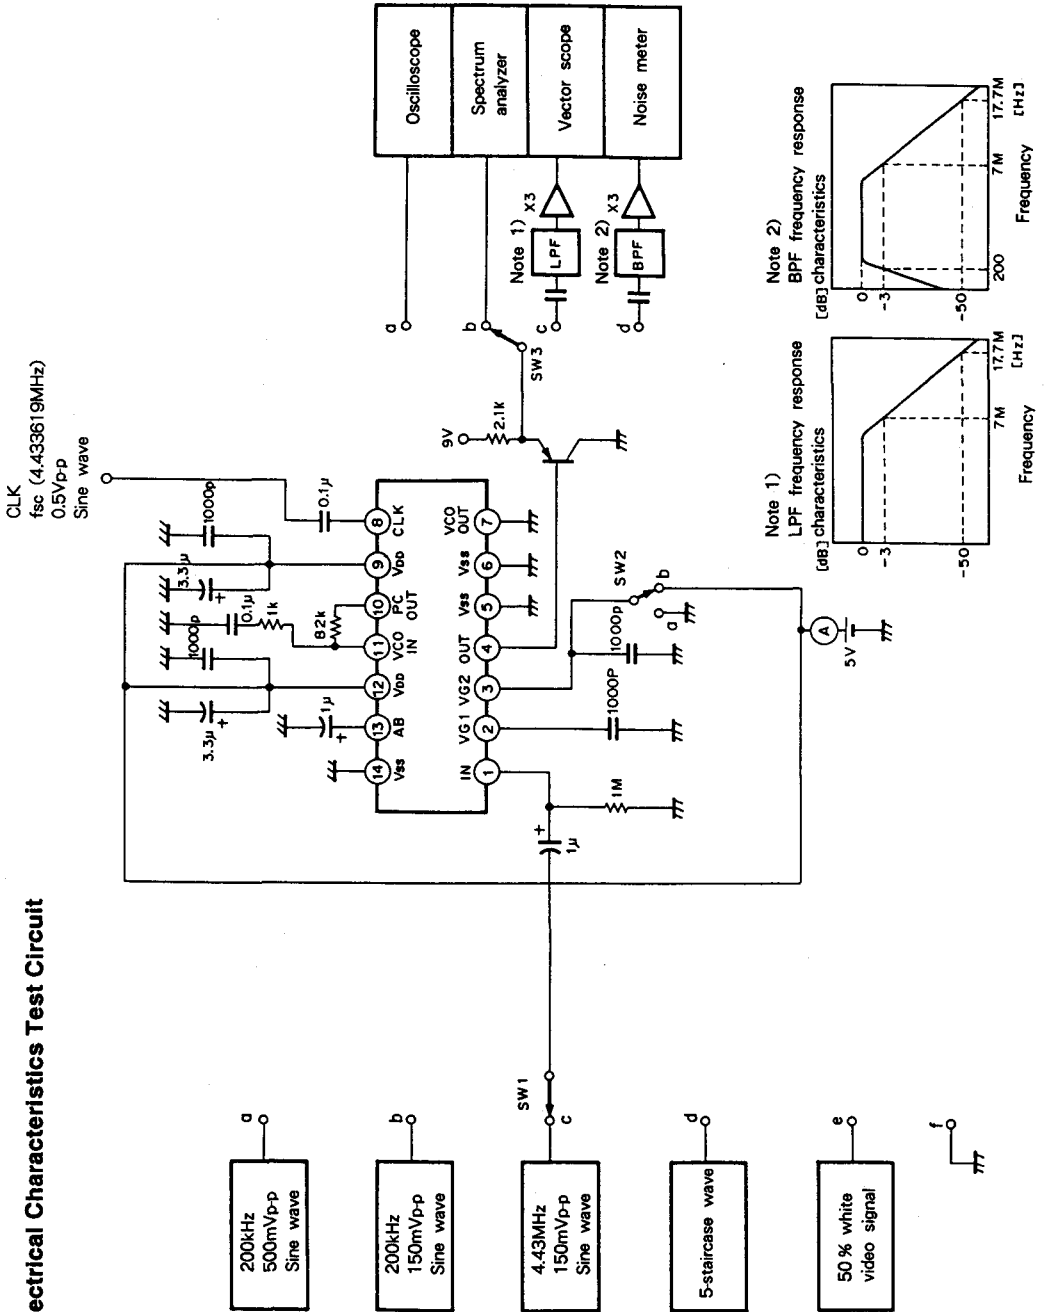 ectrical Characteristics Test Circuit
CLK
fsc (4.433619MHz)
0.5Vp-p
Sine wave
200kHz
500mVp-p
Sine wave
a
200kHz
150mVp-p
Sine wave
b
4.43MHz
150mVp-p
Sine wave
c
SW1
5-staircase wave
d
50% white
video signal
e
f
1μ
+
1M
3.3μ
+
1000p
1μ
+
82k
1k
0.1μ
3.3μ
+
1000p
0.1μ
14
13
12
11
10
9
8
Vss
AB
VDD
VCO
IN
PC
OUT
VDD
CLK
IN
VG1
VG2
OUT
Vss
Vss
VCO
OUT
1
2
3
4
5
6
7
1000P
1000p
SW2
a
b
A
5V
9V
2.1k
SW3
a
b
c
d
Note 1)
LPF
X3
Note 2)
BPF
X3
Oscilloscope
Spectrum
analyzer
Vector scope
Noise meter
Note 1)
LPF frequency response
[dB] characteristics
0
-3
-50
7M
17.7M
[Hz]
Frequency
Note 2)
BPF frequency response
[dB] characteristics
0
-3
-50
200
7M
17.7M
[Hz]
Frequency